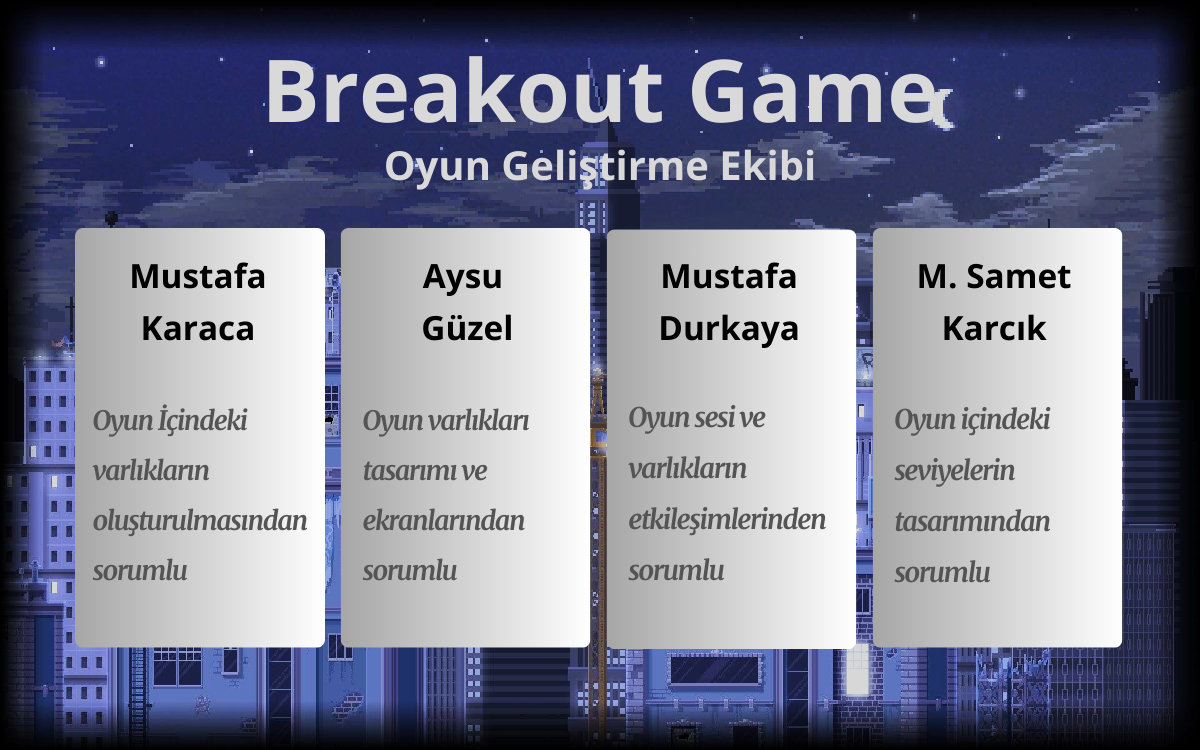 Breakout Game
Oyun Geliştirme Ekibi
Mustafa
Karaca
Oyun İçindeki
varlıkların
oluşturulmasından
sorumlu
Aysu
Güzel
Oyun varlıkları
tasarımı ve
ekranlarından
sorumlu
Mustafa
Durkaya
Oyun sesi ve
varlıkların
etkileşimlerinden
sorumlu
M. Samet
Karcık
Oyun içindeki
seviyelerin
tasarımından
sorumlu